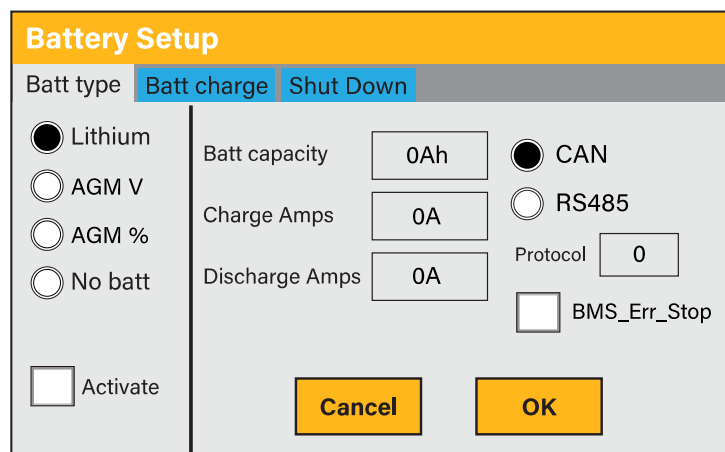 Battery Setup
Batt type Batt charge Shut Down
Lithium
AGM V
AGM %
No batt
Activate
Batt capacity 0Ah
Charge Amps 0A
Discharge Amps 0A
CAN
RS485
Protocol 0
BMS_Err_Stop
Cancel OK